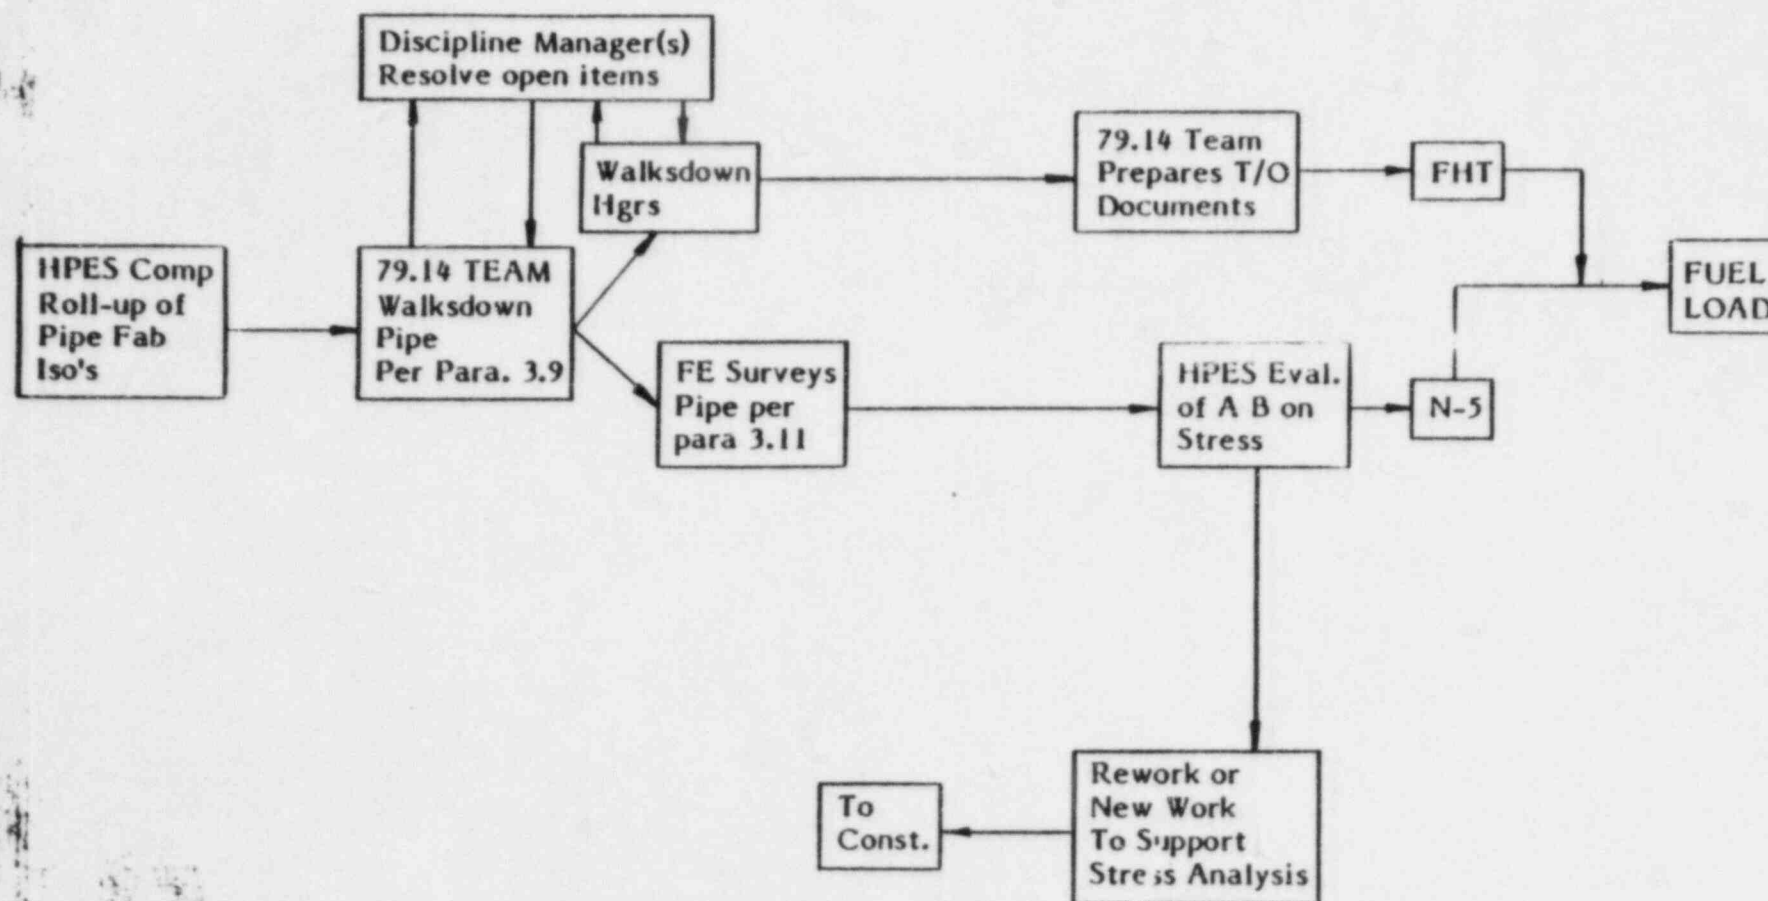 Discipline Manager(s)
Resolve open items
Walksdown
Hgrs
79.14 Team
Prepares T/O
Documents
FHT
HPES Comp
Roll-up of
Pipe Fab
Iso's
79.14 TEAM
Walksdown
Pipe
Per Para. 3.9
FUEL
LOAD
FE Surveys
Pipe per
para 3.11
HPES Eval.
of A B on
Stress
N-5
To
Const.
Rework or
New Work
To Support
Stress Analysis